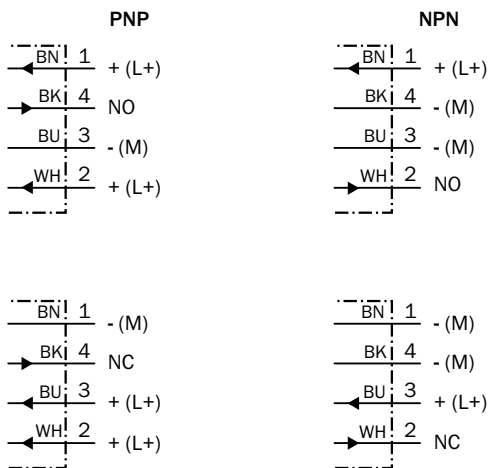 PNP
BN 1 + (L+)
BK 4 NO
BU 3 - (M)
WH 2 + (L+)
NPN
BN 1 + (L+)
BK 4 - (M)
BU 3 - (M)
WH 2 NO
BN 1 - (M)
BK 4 NC
BU 3 + (L+)
WH 2 + (L+)
BN 1 - (M)
BK 4 - (M)
BU 3 + (L+)
WH 2 NC